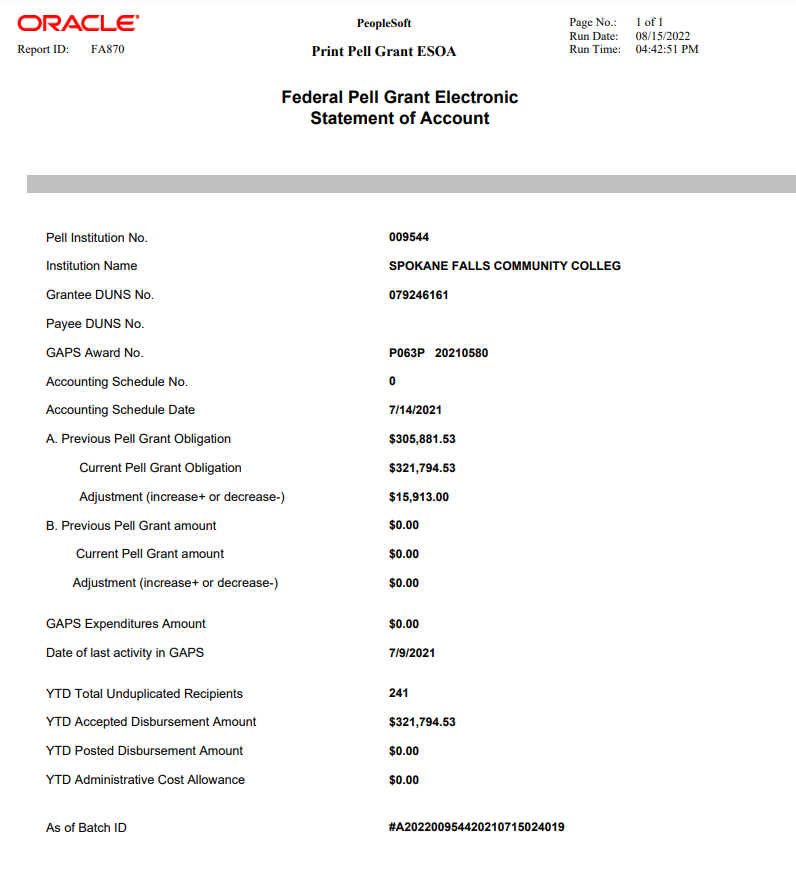 ORACLE®
PeopleSoft
Page No.: 1 of 1
Run Date: 08/15/2022
Report ID: FA870
Print Pell Grant ESOA
Run Time: 04:42:51 PM
Federal Pell Grant Electronic
Statement of Account
Pell Institution No. 009544
Institution Name SPOKANE FALLS COMMUNITY COLLEG
Grantee DUNS No. 079246161
Payee DUNS No.
GAPS Award No. P063P 20210580
Accounting Schedule No. 0
Accounting Schedule Date 7/14/2021
A. Previous Pell Grant Obligation $305,881.53
Current Pell Grant Obligation $321,794.53
Adjustment (increase+ or decrease-) $15,913.00
B. Previous Pell Grant amount $0.00
Current Pell Grant amount $0.00
Adjustment (increase+ or decrease-) $0.00
GAPS Expenditures Amount $0.00
Date of last activity in GAPS 7/9/2021
YTD Total Unduplicated Recipients 241
YTD Accepted Disbursement Amount $321,794.53
YTD Posted Disbursement Amount $0.00
YTD Administrative Cost Allowance $0.00
As of Batch ID #A202200954420210715024019